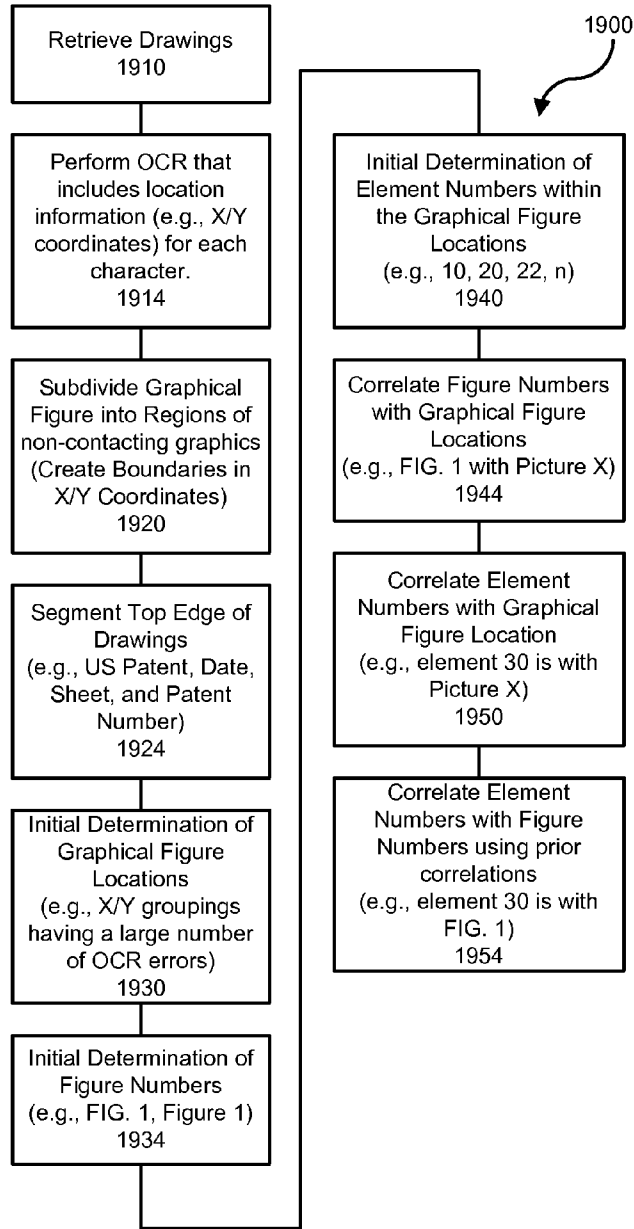 1900
Retrieve Drawings
1910
Perform OCR that
includes location
information (e.g., X/Y
coordinates) for each
character.
1914
Subdivide Graphical
Figure into Regions of
non-contacting graphics
(Create Boundaries in
X/Y Coordinates)
1920
Segment Top Edge of
Drawings
(e.g., US Patent, Date,
Sheet, and Patent
Number)
1924
Initial Determination of
Graphical Figure
Locations
(e.g., X/Y groupings
having a large number
of OCR errors)
1930
Initial Determination of
Figure Numbers
(e.g., FIG. 1, Figure 1)
1934
Initial Determination of
Element Numbers within
the Graphical Figure
Locations
(e.g., 10, 20, 22, n)
1940
Correlate Figure Numbers
with Graphical Figure
Locations
(e.g., FIG. 1 with Picture X)
1944
Correlate Element
Numbers with Graphical
Figure Location
(e.g., element 30 is with
Picture X)
1950
Correlate Element
Numbers with Figure
Numbers using prior
correlations
(e.g., element 30 is with
FIG. 1)
1954